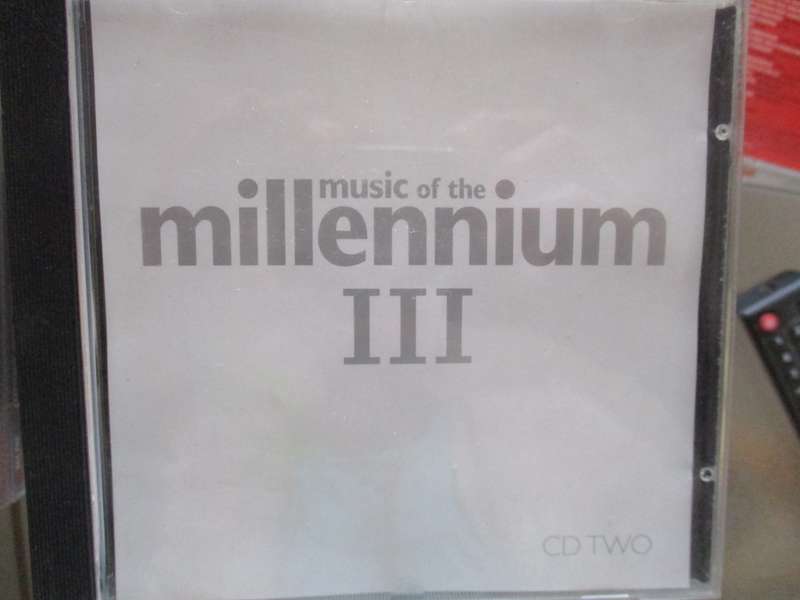 music of the
millennium
III
CD TWO